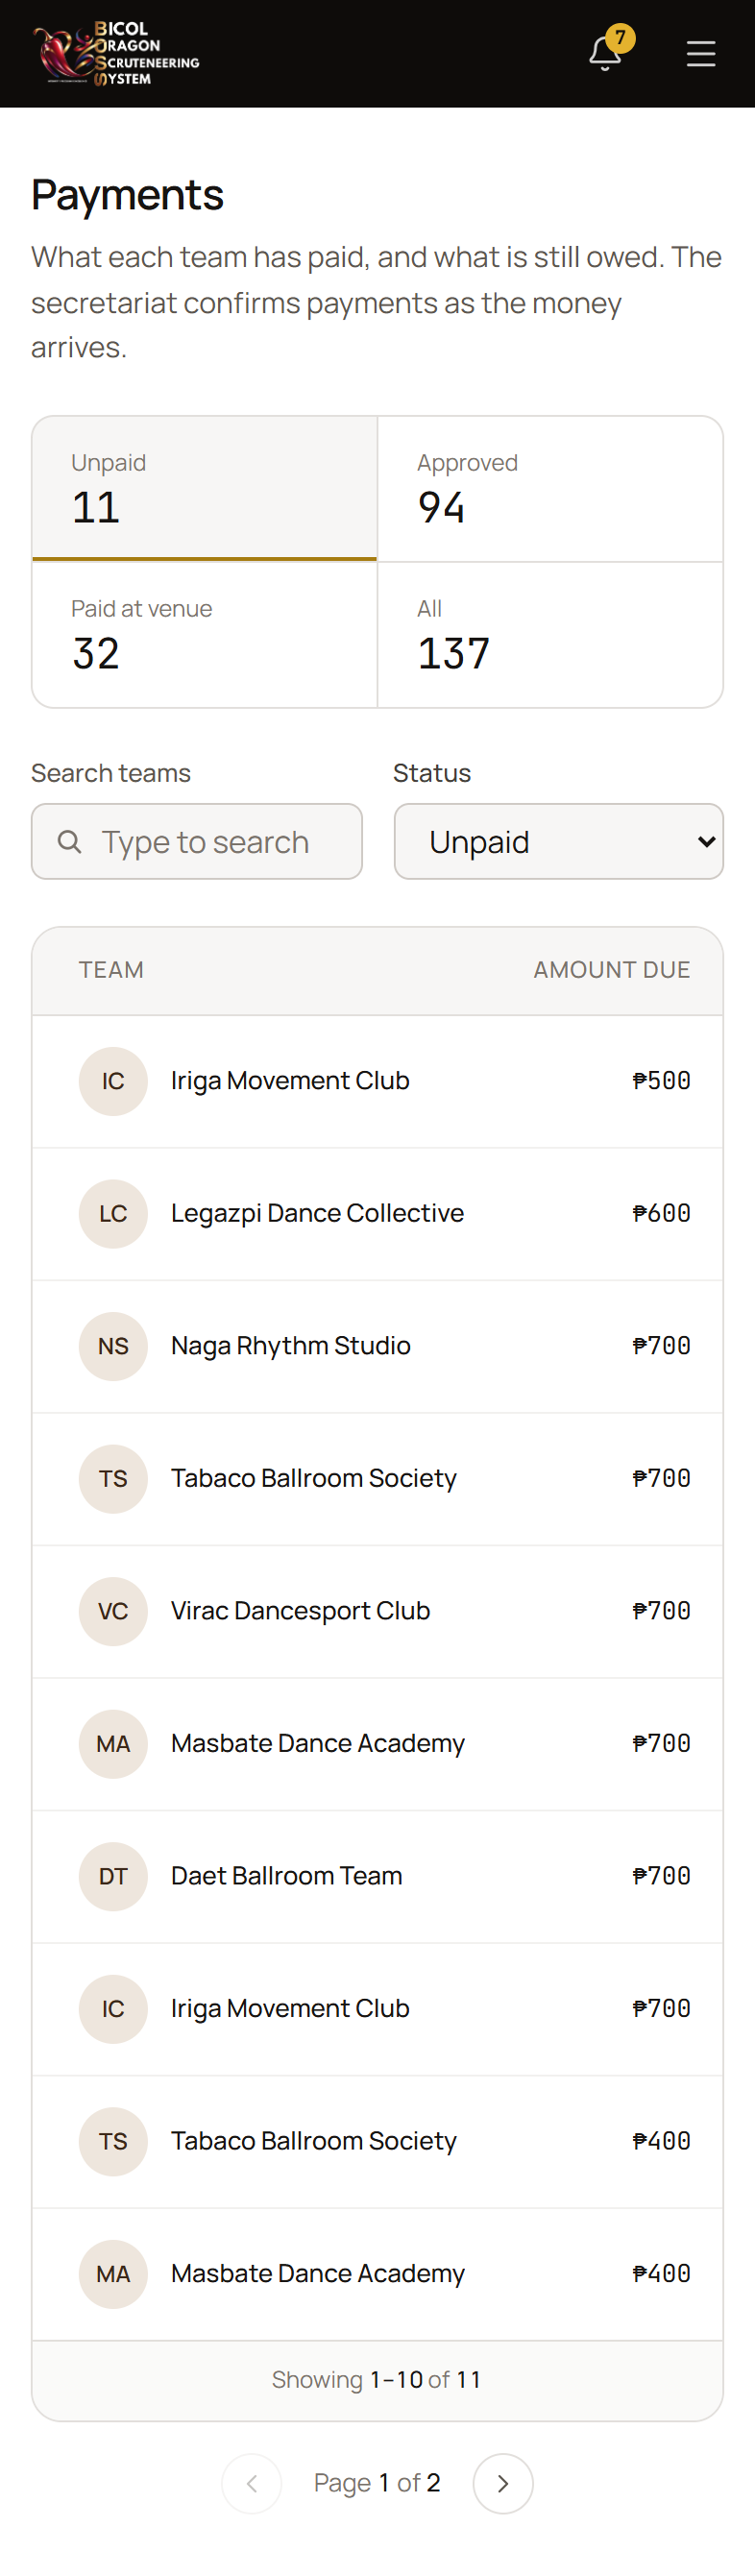 BICOL
DRAGON
SCRUTENEERING
SYSTEM
7
Payments
What each team has paid, and what is still owed. The
secretariat confirms payments as the money
arrives.
Unpaid
11
Approved
94
Paid at venue
32
All
137
Search teams
Status
Type to search
Unpaid
TEAM AMOUNT DUE
IC Iriga Movement Club ₱500
LC Legazpi Dance Collective ₱600
NS Naga Rhythm Studio ₱700
TS Tabaco Ballroom Society ₱700
VC Virac Dancesport Club ₱700
MA Masbate Dance Academy ₱700
DT Daet Ballroom Team ₱700
IC Iriga Movement Club ₱700
TS Tabaco Ballroom Society ₱400
MA Masbate Dance Academy ₱400
Showing 1–10 of 11
Page 1 of 2